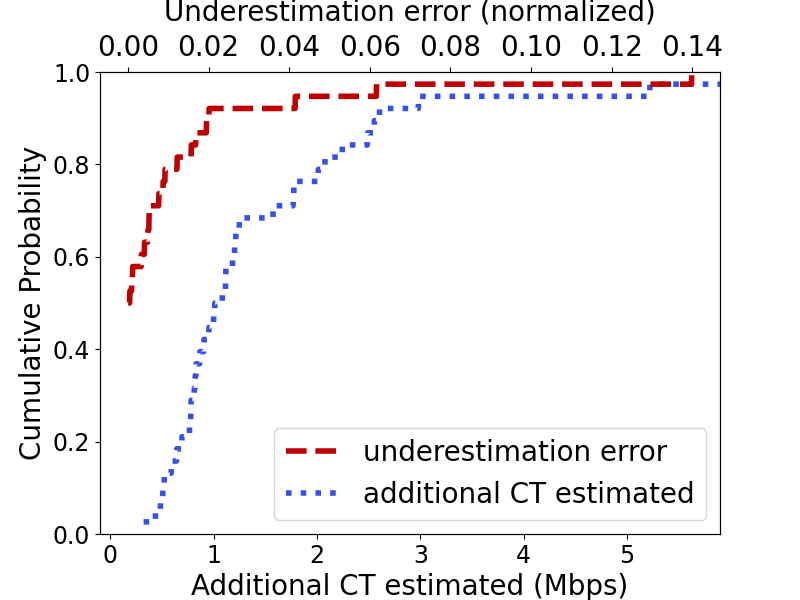 Underestimation error (normalized)
0.00 0.02 0.04 0.06 0.08 0.10 0.12 0.14
1.0
0.8
0.6
0.4
0.2
0.0
Cumulative Probability
underestimation error
additional CT estimated
0 1 2 3 4 5
Additional CT estimated (Mbps)